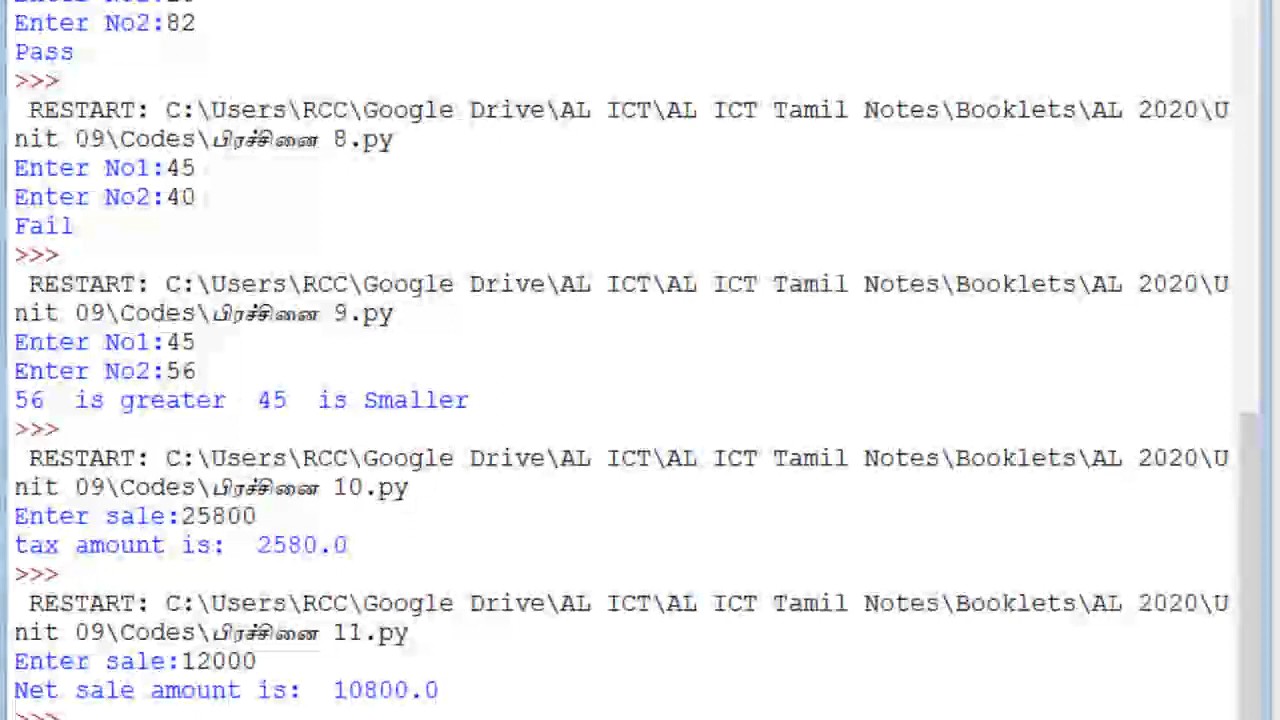 Enter No2:82
Pass
>>>
RESTART: C:\Users\RCC\Google Drive\AL ICT\AL ICT Tamil Notes\Booklets\AL 2020\U
nit 09\Codes\பிரச்சினை 8.py
Enter No1:45
Enter No2:40
Fail
>>>
RESTART: C:\Users\RCC\Google Drive\AL ICT\AL ICT Tamil Notes\Booklets\AL 2020\U
nit 09\Codes\பிரச்சினை 9.py
Enter No1:45
Enter No2:56
56  is greater  45  is Smaller
>>>
RESTART: C:\Users\RCC\Google Drive\AL ICT\AL ICT Tamil Notes\Booklets\AL 2020\U
nit 09\Codes\பிரச்சினை 10.py
Enter sale:25800
tax amount is:  2580.0
>>>
RESTART: C:\Users\RCC\Google Drive\AL ICT\AL ICT Tamil Notes\Booklets\AL 2020\U
nit 09\Codes\பிரச்சினை 11.py
Enter sale:12000
Net sale amount is:  10800.0
>>>